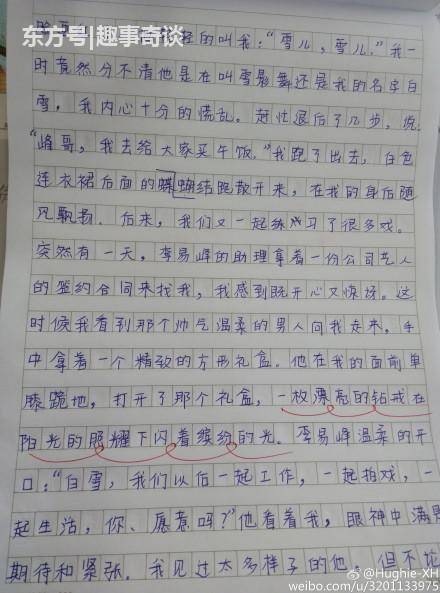 东方号|趣事奇谈
轻的叫我:“雪儿,雪儿。”我一
时竟然分不清他是在叫雪影舞还是我的名字白
雪,我内心十分的慌乱。赶忙退后了几步,说
“峰哥,我去给大家买午饭。”我跑了出去,白色
连衣裙后面的蝴蝶结跑散开来,在我的身后随
风飘扬。后来,我们又一起练习了很多戏。
突然有一天,李易峰的助理拿着一份公司艺人
的签约合同来找我,我感到既开心又惊讶。这
时候我看到那个帅气温柔的男人向我走来,手
中拿着一个精致的方形礼盒。他在我的面前单
膝跪地,打开了那个礼盒,一枚漂亮的钻戒在
阳光的照耀下闪着缤纷的光。李易峰温柔的开
口:“白雪,我们以后一起工作,一起拍戏,一
起生活,你、愿意吗?”他看着我,眼神中满是
期待和紧张。我见过太多样子的他,但不论
@Hughie-XH
weibo.com/u/3201133975